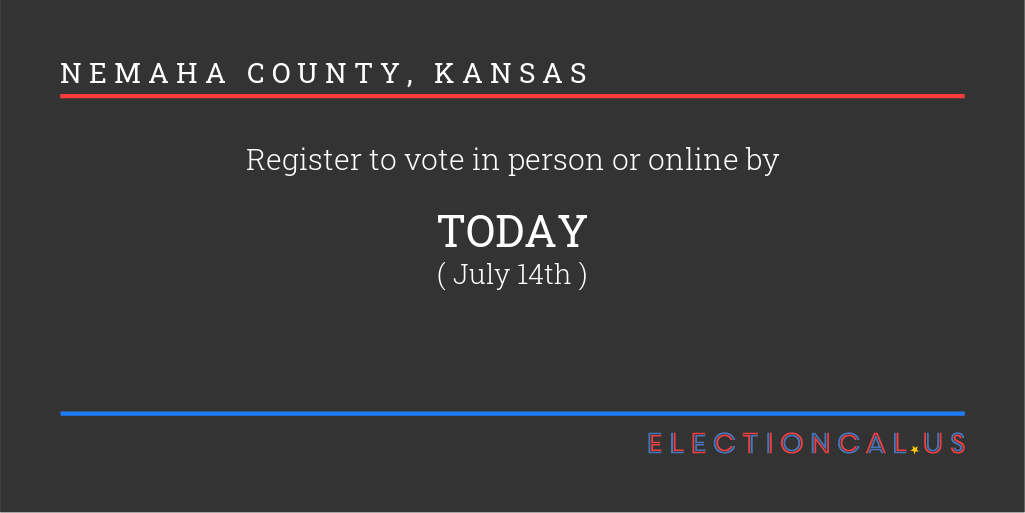 NEMAHA COUNTY, KANSAS
Register to vote in person or online by
TODAY
( July 14th )
ELECTIONCAL.US